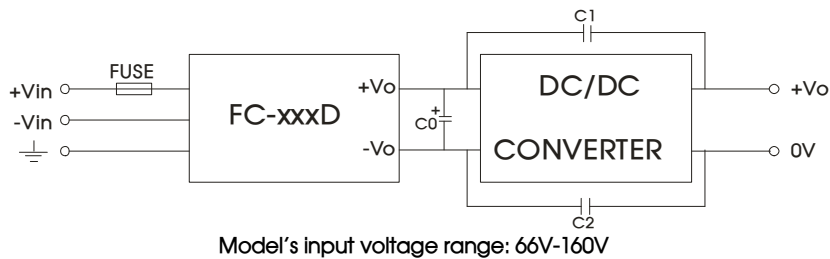 C1
FUSE
+Vin
-Vin
FC-xxxD
+Vo
-Vo
+
C0
DC/DC
CONVERTER
+Vo
0V
C2
Model's input voltage range: 66V-160V